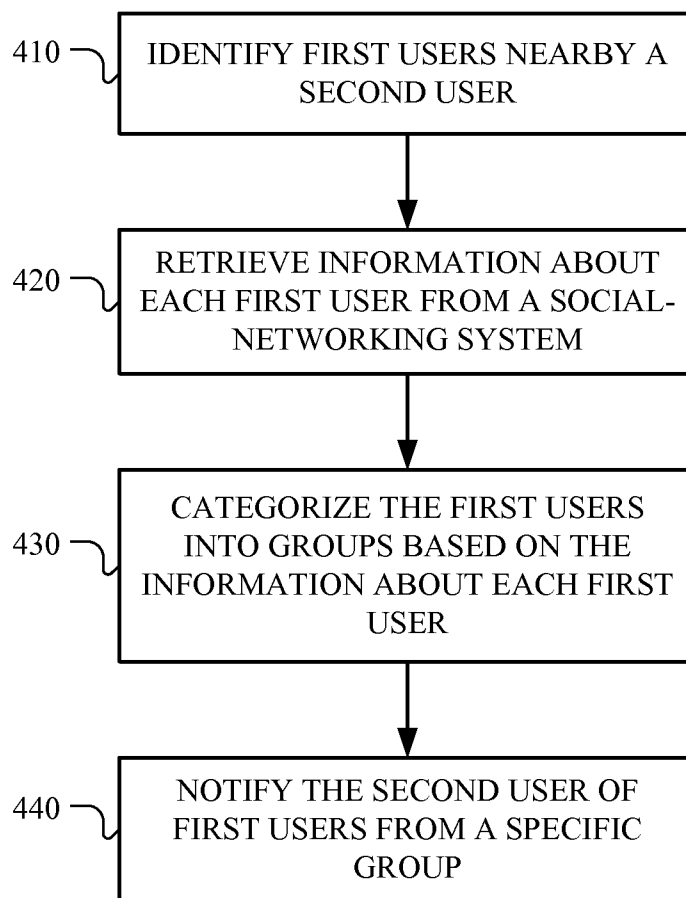 410
IDENTIFY FIRST USERS NEARBY A
SECOND USER
420
RETRIEVE INFORMATION ABOUT
EACH FIRST USER FROM A SOCIAL-
NETWORKING SYSTEM
430
CATEGORIZE THE FIRST USERS
INTO GROUPS BASED ON THE
INFORMATION ABOUT EACH FIRST
USER
440
NOTIFY THE SECOND USER OF
FIRST USERS FROM A SPECIFIC
GROUP